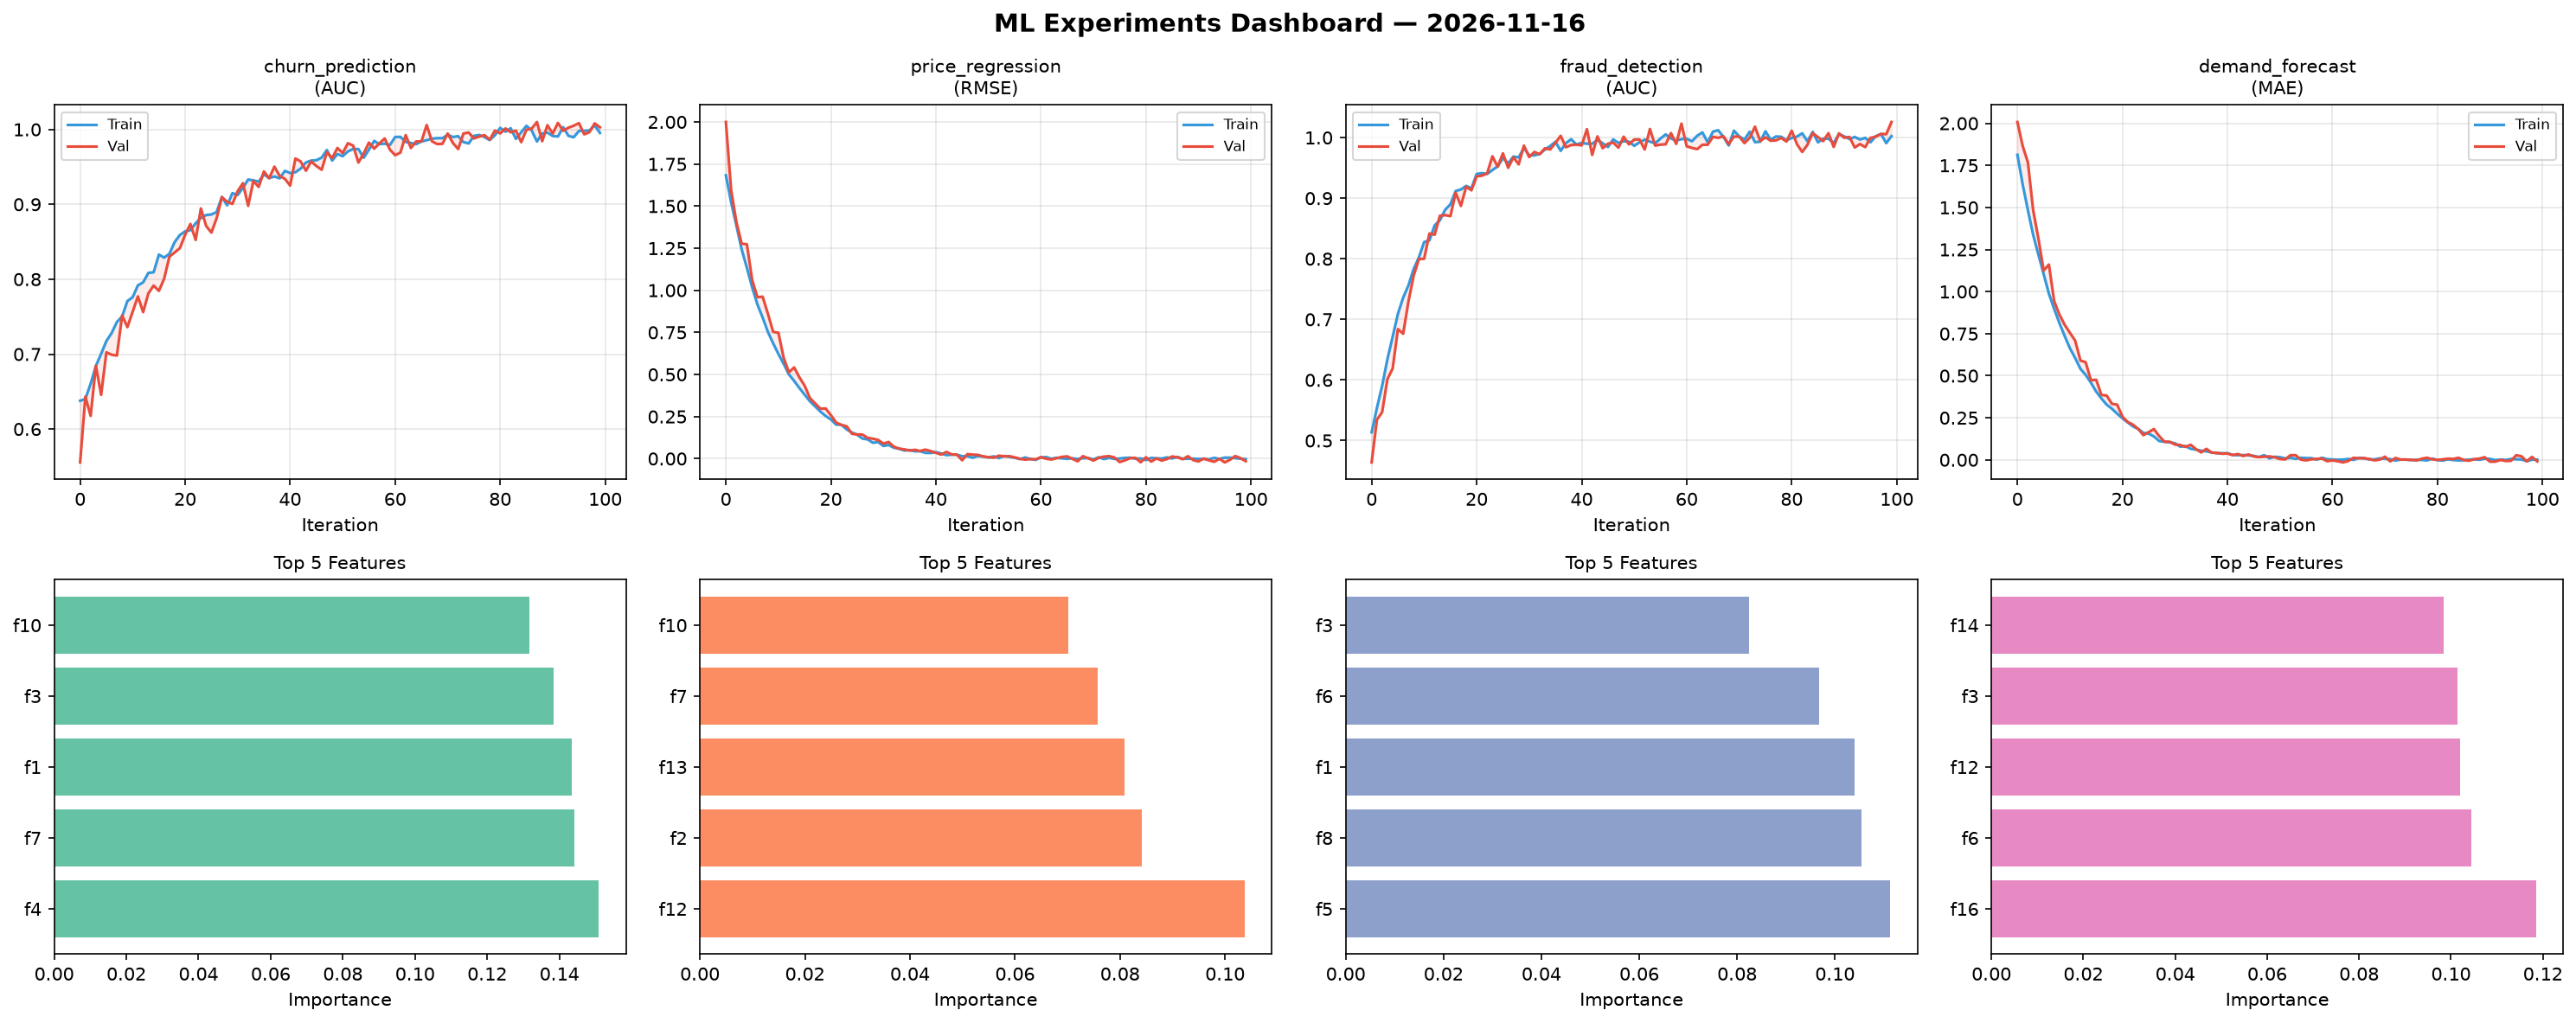 ML Experiments Dashboard — 2026-11-16
churn_prediction
(AUC)
Train
Val
1.0
0.9
0.8
0.7
0.6
0 20 40 60 80 100
Iteration
price_regression
(RMSE)
Train
Val
2.00
1.75
1.50
1.25
1.00
0.75
0.50
0.25
0.00
0 20 40 60 80 100
Iteration
fraud_detection
(AUC)
Train
Val
1.0
0.9
0.8
0.7
0.6
0.5
0 20 40 60 80 100
Iteration
demand_forecast
(MAE)
Train
Val
2.00
1.75
1.50
1.25
1.00
0.75
0.50
0.25
0.00
0 20 40 60 80 100
Iteration
Top 5 Features
f10
f3
f1
f7
f4
0.00 0.02 0.04 0.06 0.08 0.10 0.12 0.14
Importance
Top 5 Features
f10
f7
f13
f2
f12
0.00 0.02 0.04 0.06 0.08 0.10
Importance
Top 5 Features
f3
f6
f1
f8
f5
0.00 0.02 0.04 0.06 0.08 0.10
Importance
Top 5 Features
f14
f3
f12
f6
f16
0.00 0.02 0.04 0.06 0.08 0.10 0.12
Importance